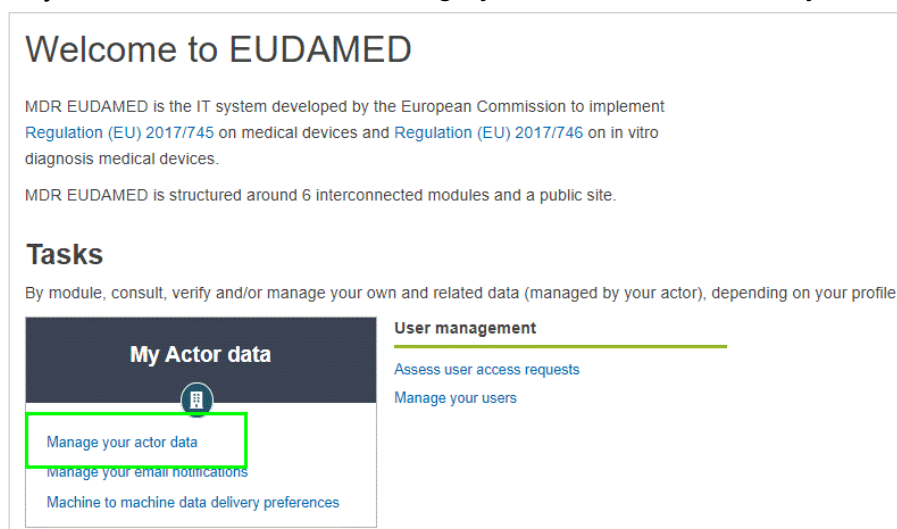 Welcome to EUDAMED
MDR EUDAMED is the IT system developed by the European Commission to implement
Regulation (EU) 2017/745 on medical devices and Regulation (EU) 2017/746 on in vitro
diagnosis medical devices.
MDR EUDAMED is structured around 6 interconnected modules and a public site.
Tasks
By module, consult, verify and/or manage your own and related data (managed by your actor), depending on your profile
My Actor data
Manage your actor data
Manage your email notifications
Machine to machine data delivery preferences
User management
Assess user access requests
Manage your users